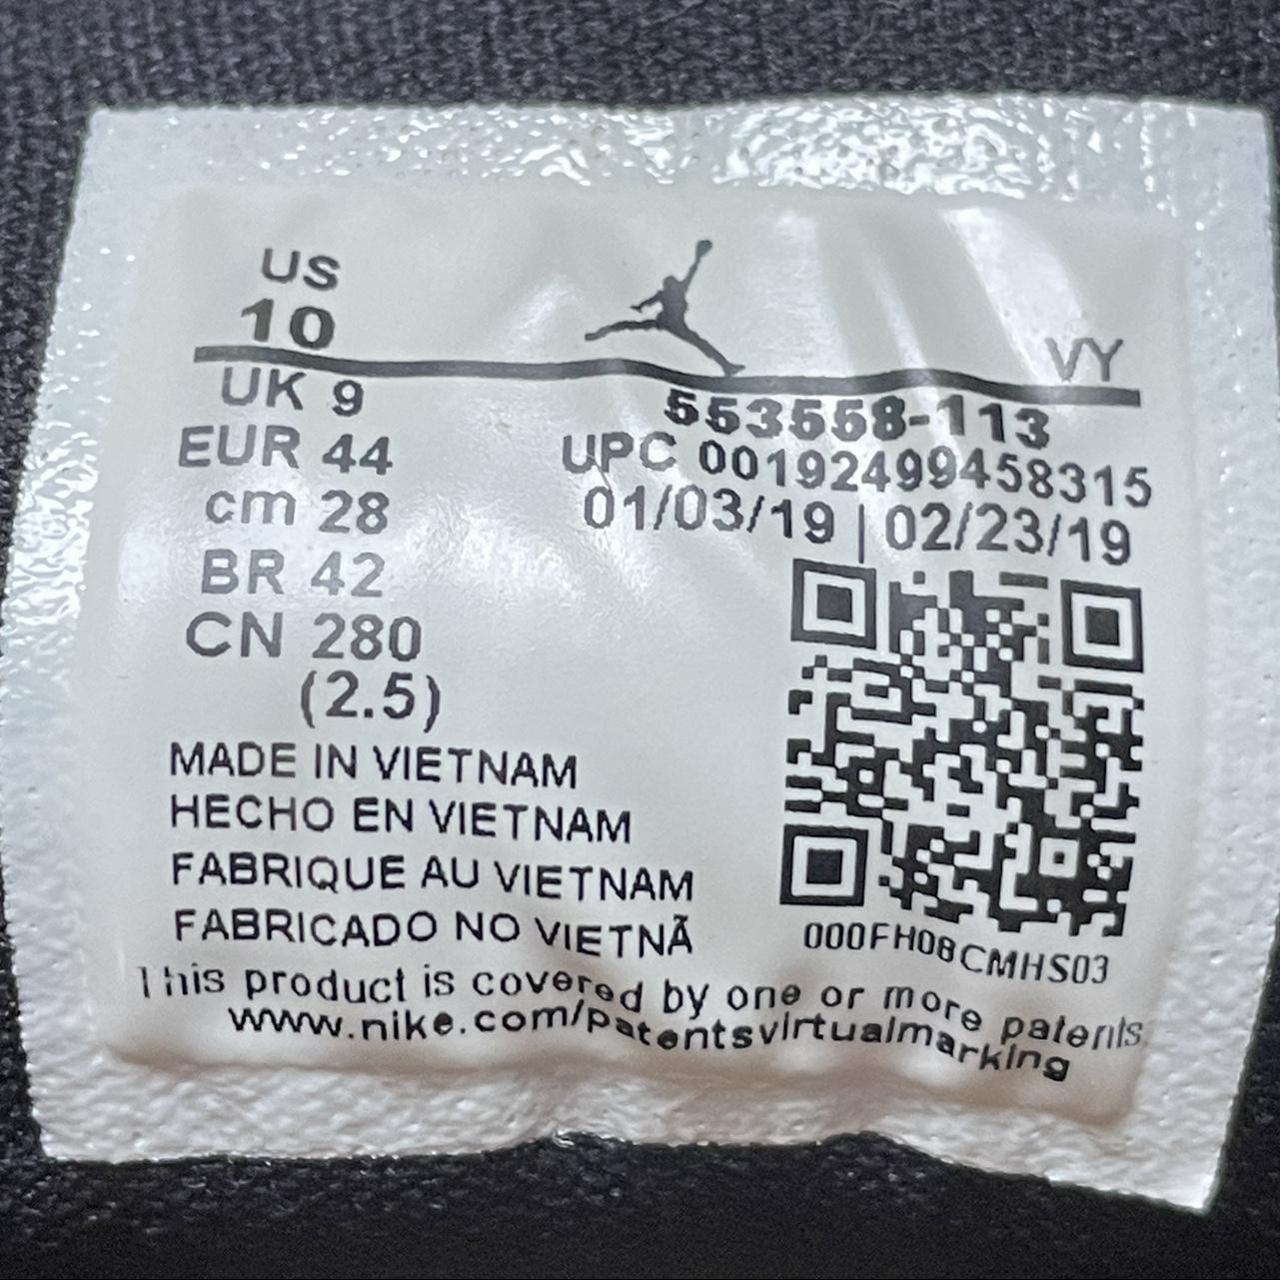 US
10
VY
UK 9
553558-113
EUR 44
UPC 00192499458315
cm 28
01/03/19 | 02/23/19
BR 42
CN 280
(2.5)
MADE IN VIETNAM
HECHO EN VIETNAM
FABRIQUE AU VIETNAM
FABRICADO NO VIETNÃ
000FH08CMHS03
This product is covered by one or more patents.
www.nike.com/patentsvirtualmarking